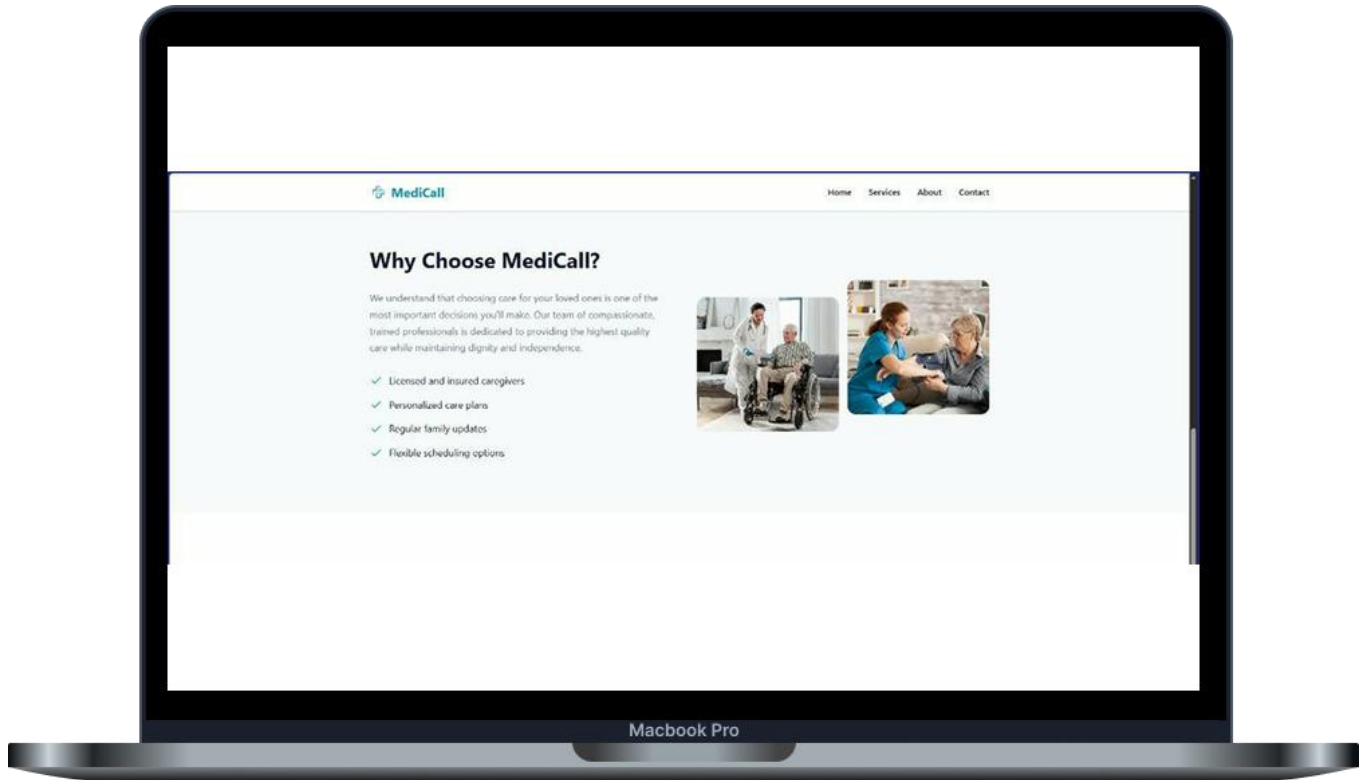 MediCall
Home Services About Contact
Why Choose MediCall?
We understand that choosing care for your loved ones is one of the
most important decisions you'll make. Our team of compassionate,
trained professionals is dedicated to providing the highest quality
care while maintaining dignity and independence.
Licensed and insured caregivers
Personalized care plans
Regular family updates
Flexible scheduling options
Macbook Pro